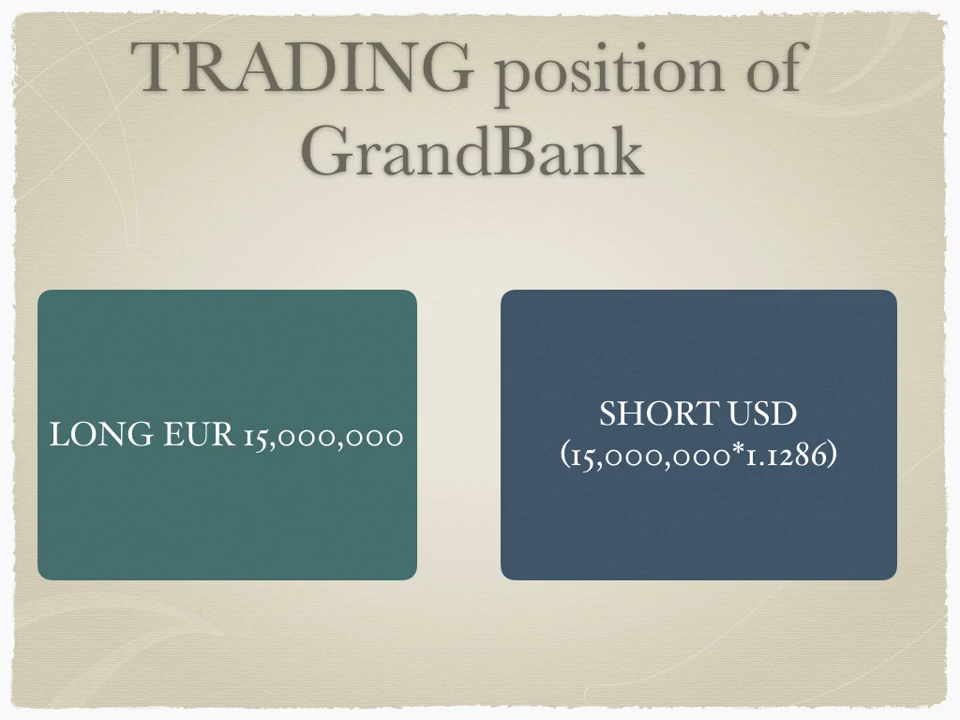 TRADING position of
GrandBank
LONG EUR 15,000,000
SHORT USD
(15,000,000*1.1286)